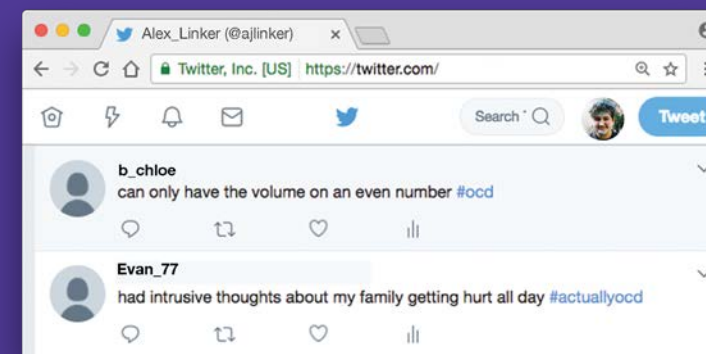 Alex_Linker (@ajlinker)
Twitter, Inc. [US] https://twitter.com/
Search
Tweet
b_chloe
can only have the volume on an even number #ocd
Evan_77
had intrusive thoughts about my family getting hurt all day #actuallyocd